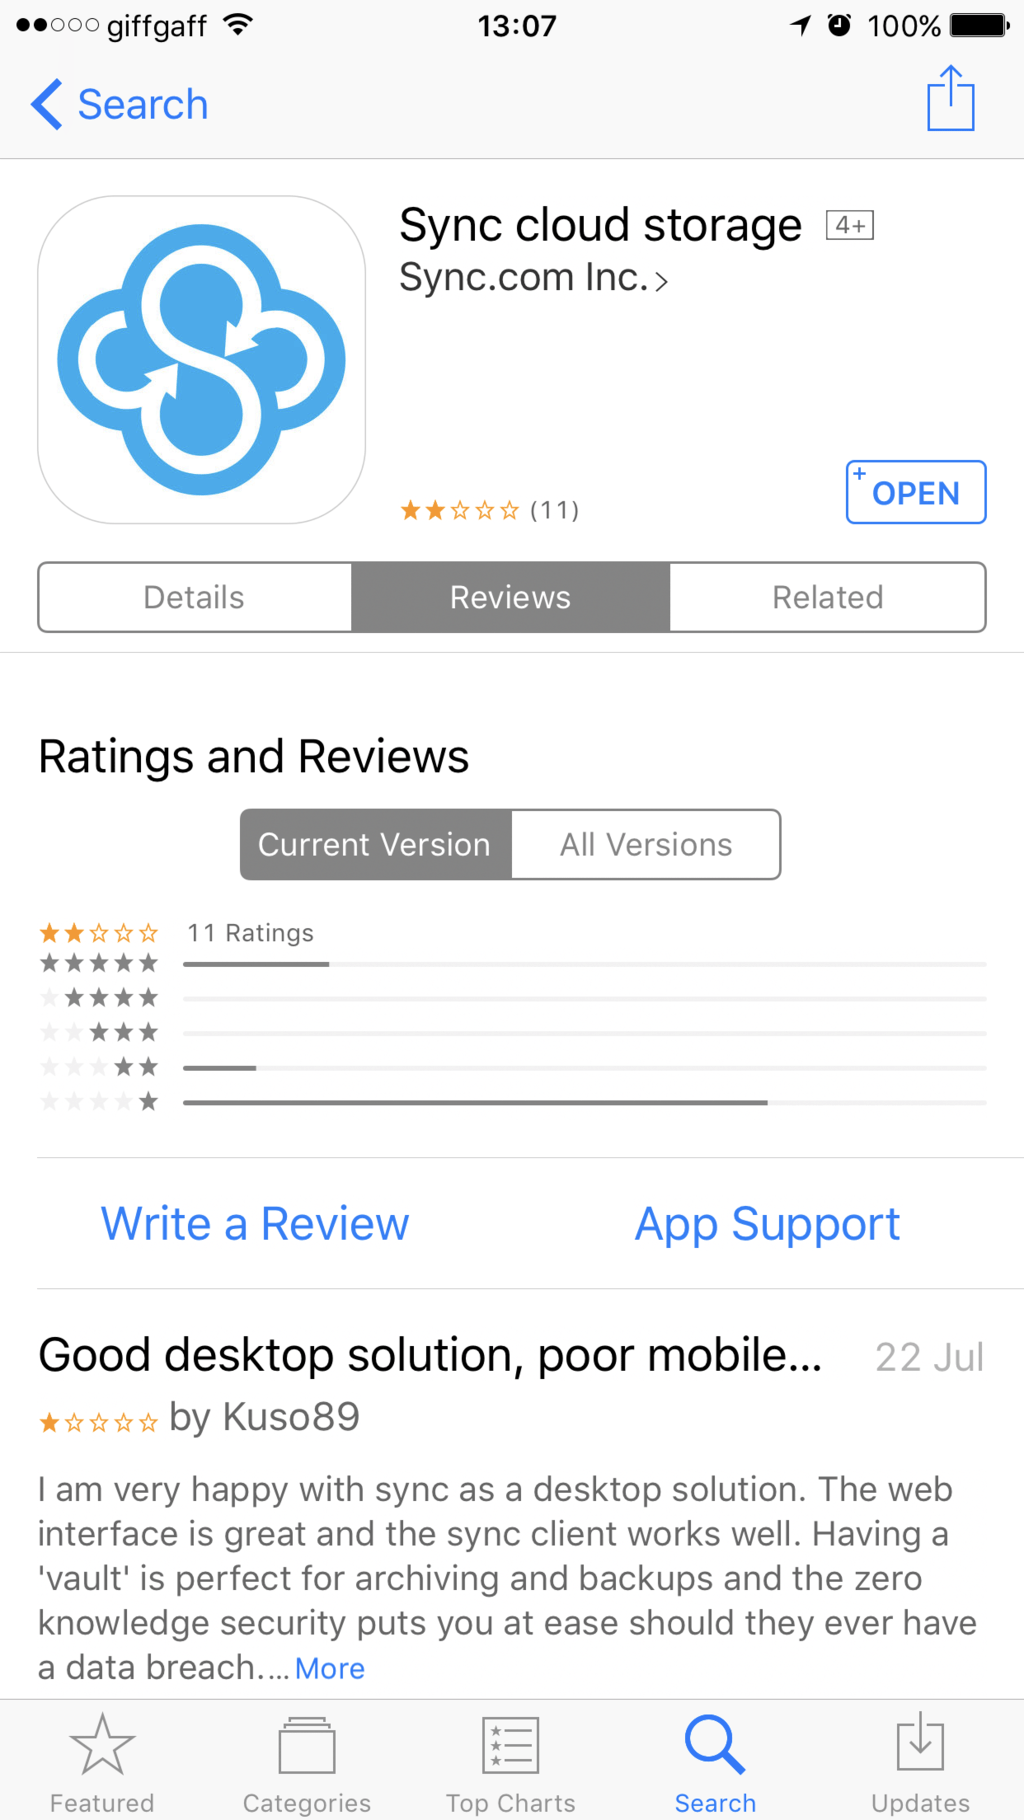 giffgaff 13:07 100%
Search
Sync cloud storage 4+
Sync.com Inc.
(11)
+ OPEN
Details Reviews Related
Ratings and Reviews
Current Version All Versions
11 Ratings
Write a Review App Support
Good desktop solution, poor mobile... 22 Jul
by Kuso89
I am very happy with sync as a desktop solution. The web
interface is great and the sync client works well. Having a
'vault' is perfect for archiving and backups and the zero
knowledge security puts you at ease should they ever have
a data breach.... More
Featured Categories Top Charts Search Updates